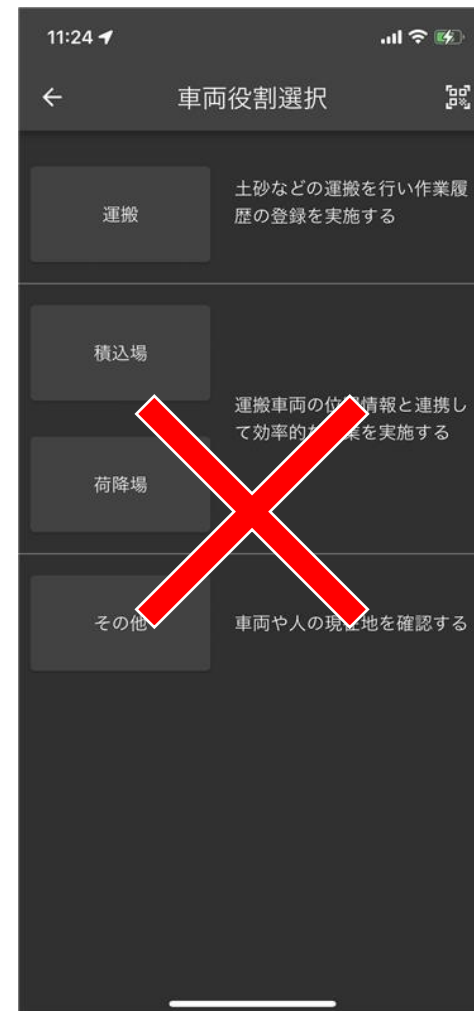 11:24
車両役割選択
運搬
土砂などの運搬を行い作業履
歴の登録を実施する
積込場
運搬車両の位 情報と連携し
て効率的 業を実施する
荷降場
その他
車両や人の現 地を確認する